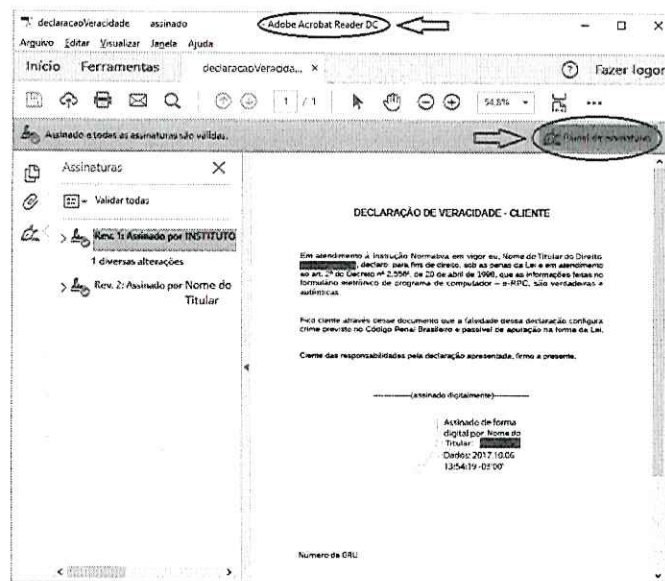 declaracaoVeracidade assinado - Adobe Acrobat Reader DC
Arquivo Editar Visualizar Janela Ajuda
Início Ferramentas declaracaoVeracida... × Fazer logon
1 / 1 54,8%
Assinado e todas as assinaturas são válidas. Painel de assinaturas
Assinaturas ×
Validar todas
Rev. 1: Assinado por INSTITUTO
1 diversas alterações
Rev. 2: Assinado por Nome do
Titular
DECLARAÇÃO DE VERACIDADE - CLIENTE
Em atendimento à Instrução Normativa em vigor eu, Nome de Titular do Direito
, declaro, para fins de direito, sob as penas da Lei e em atendimento
ao art. 2º do Decreto nº 2.556, de 20 de abril de 1998, que as informações feitas no
formulário eletrônico de programa de computador – e-RPC, são verdadeiras e
autênticas.
Fico ciente através desse documento que a falsidade dessa declaração configura
crime previsto no Código Penal Brasileiro e passível de apuração na forma da Lei.
Ciente das responsabilidades pela declaração apresentada, firmo a presente.
---------------(assinado digitalmente)---------------
Assinado de forma
digital por Nome do
Titular:
Dados: 2017.10.06
13:54:19 -03'00'
Numero da GRU